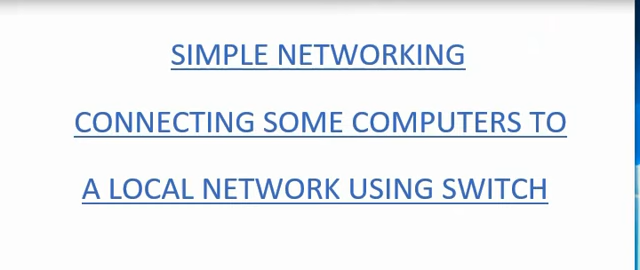 SIMPLE NETWORKING
CONNECTING SOME COMPUTERS TO
A LOCAL NETWORK USING SWITCH